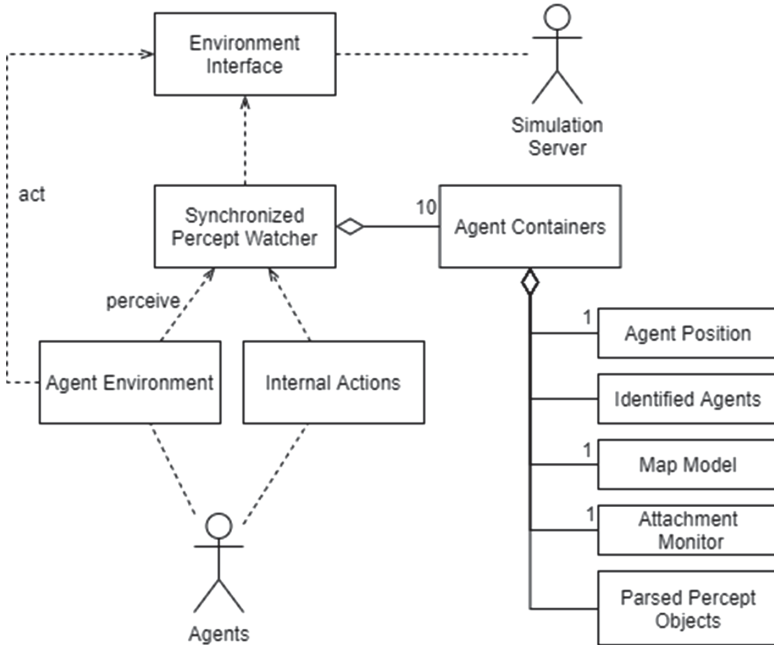 Environment
Interface
Simulation
Server
act
Synchronized
Percept Watcher
10
Agent Containers
perceive
Agent Environment
Internal Actions
1
Agent Position
Identified Agents
1
Map Model
1
Attachment
Monitor
Parsed Percept
Objects
Agents